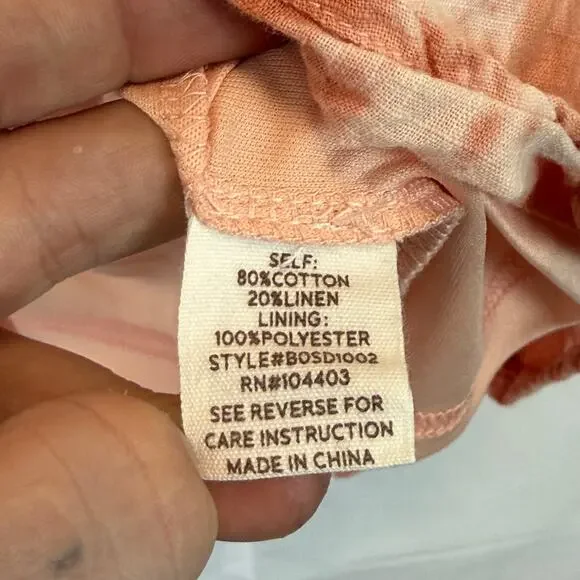 SELF:
80%COTTON
20%LINEN
LINING:
100%POLYESTER
STYLE#BOSD1002
RN#104403
SEE REVERSE FOR
CARE INSTRUCTION
MADE IN CHINA